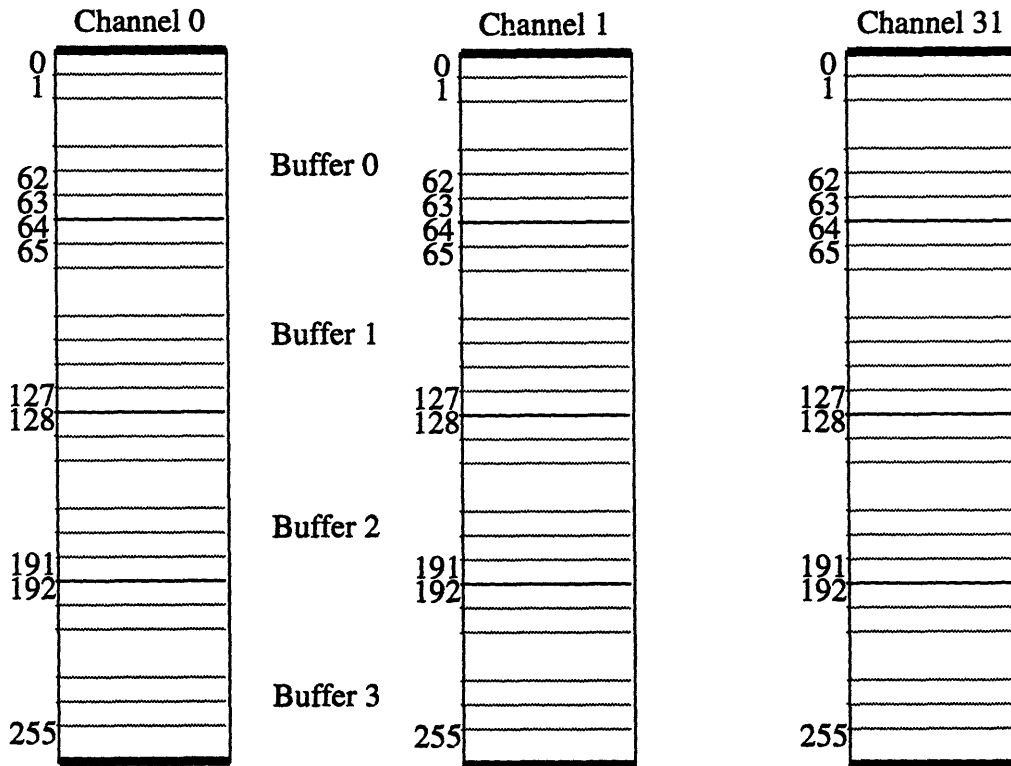 Channel 0 Channel 1 Channel 31
0 0 0
1 1 1
Buffer 0
62 62 62
63 63 63
64 64 64
65 65 65
Buffer 1
127 127 127
128 128 128
Buffer 2
191 191 191
192 192 192
Buffer 3
255 255 255